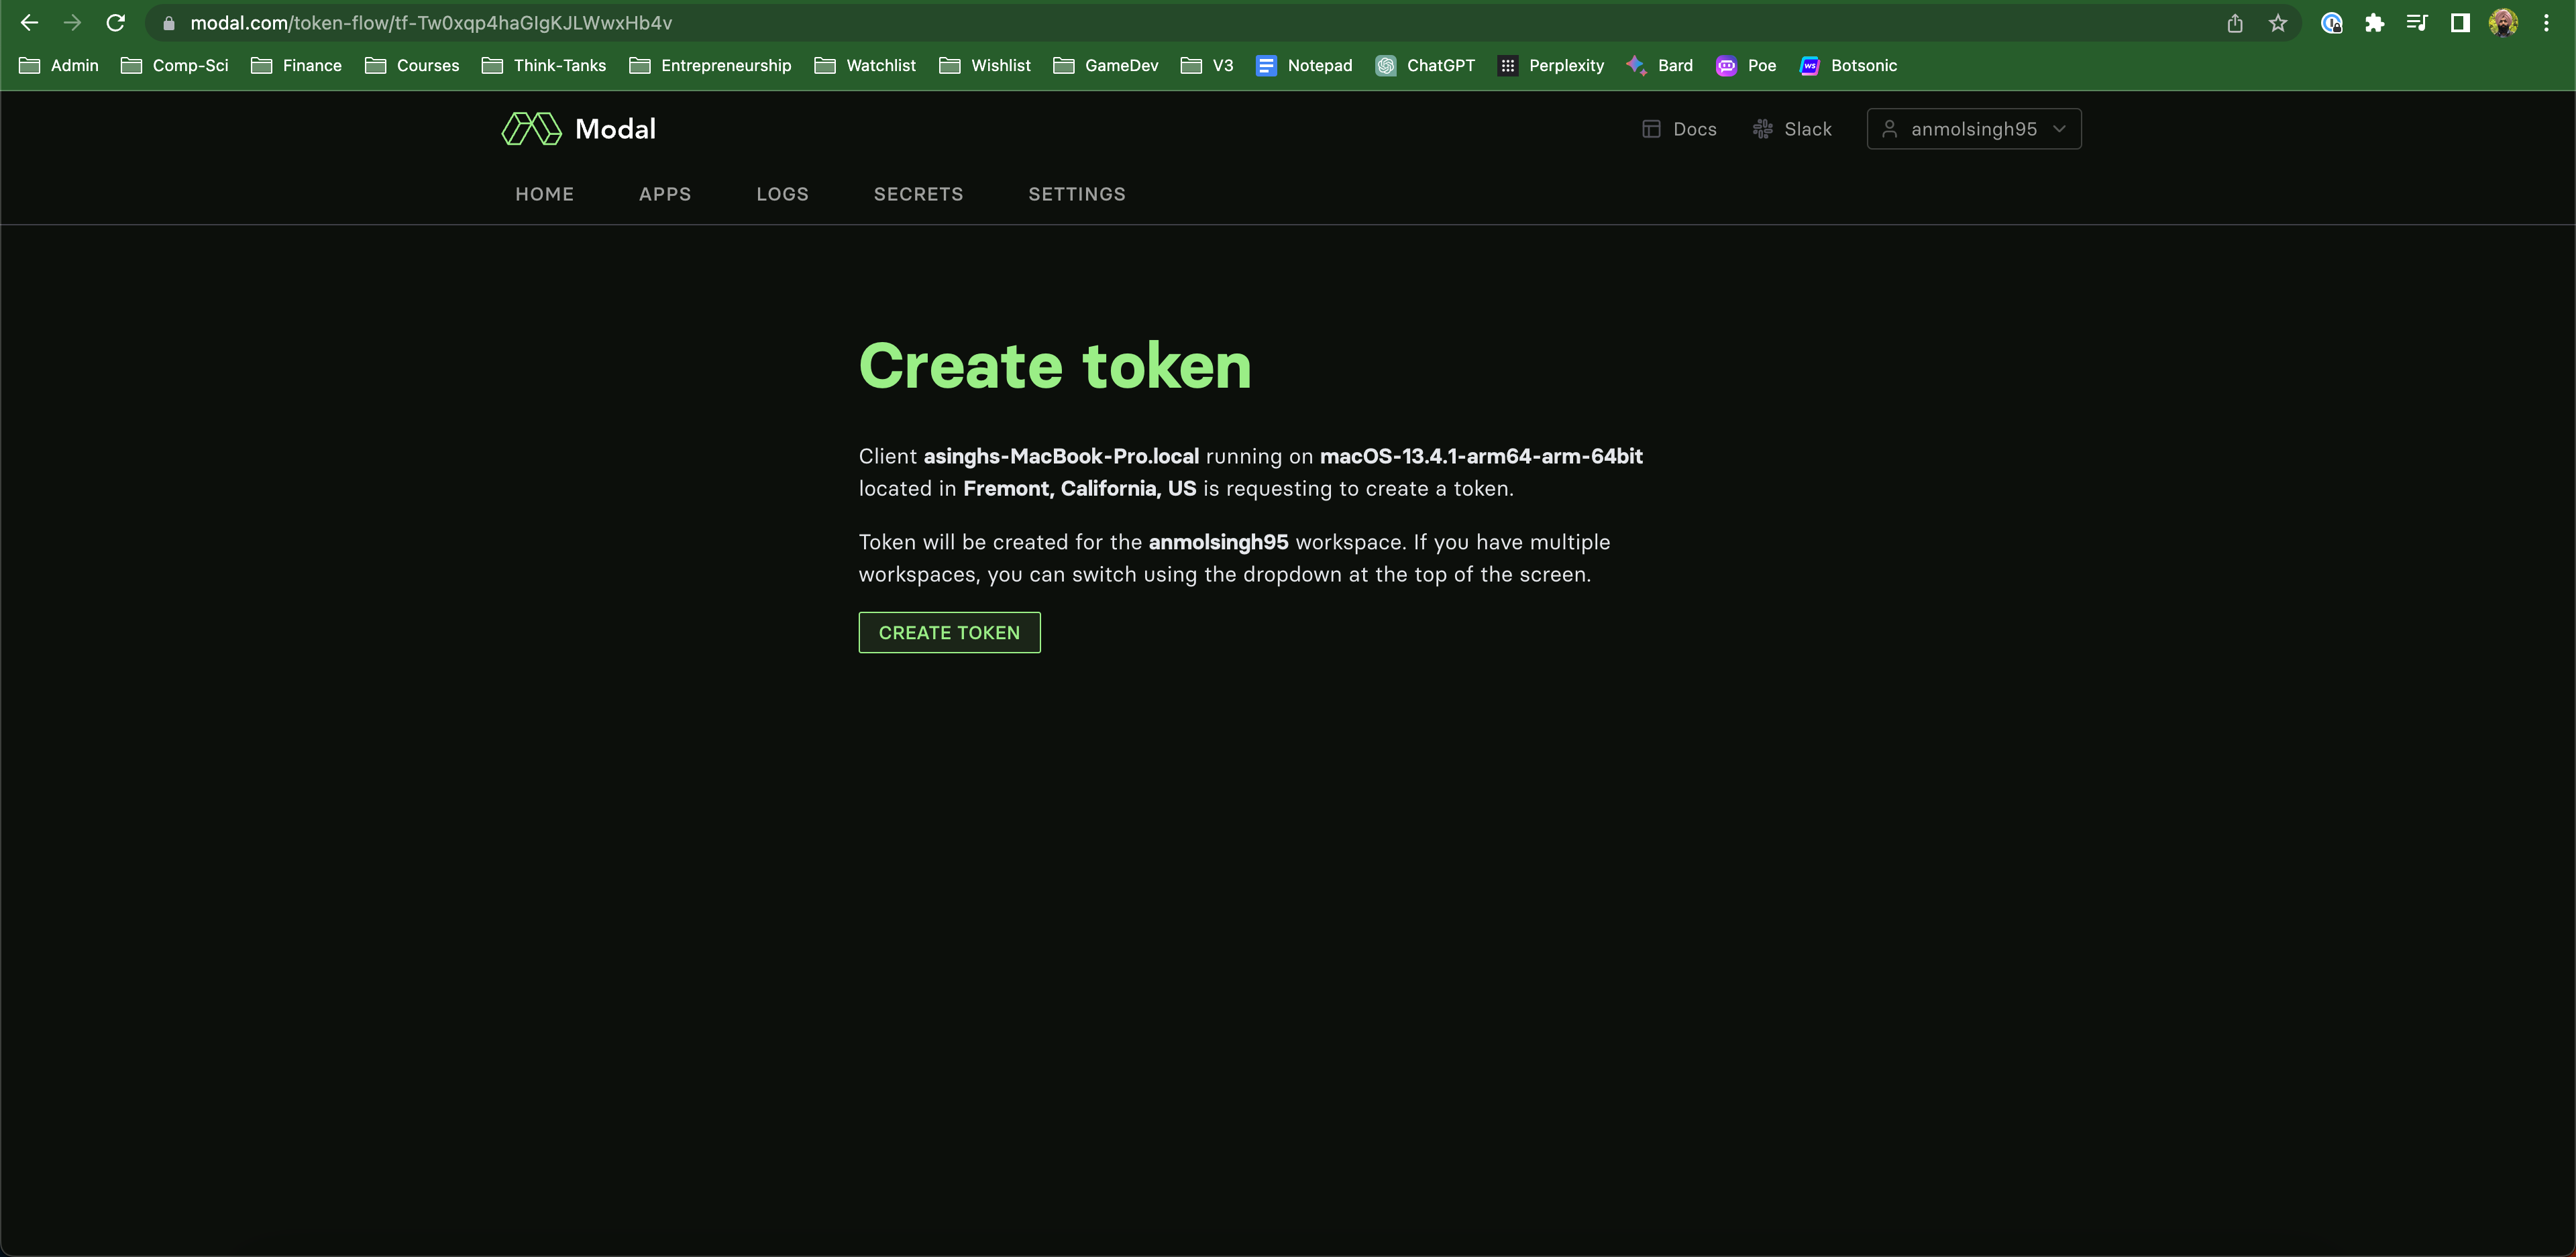 modal.com/token-flow/tf-Tw0xqp4haGIgKJLWwxHb4v
Admin Comp-Sci Finance Courses Think-Tanks Entrepreneurship Watchlist Wishlist GameDev V3 Notepad ChatGPT Perplexity Bard Poe WS Botsonic
Modal Docs Slack anmolsingh95
HOME APPS LOGS SECRETS SETTINGS
Create token
Client asinghs-MacBook-Pro.local running on macOS-13.4.1-arm64-arm-64bit
located in Fremont, California, US is requesting to create a token.
Token will be created for the anmolsingh95 workspace. If you have multiple
workspaces, you can switch using the dropdown at the top of the screen.
CREATE TOKEN